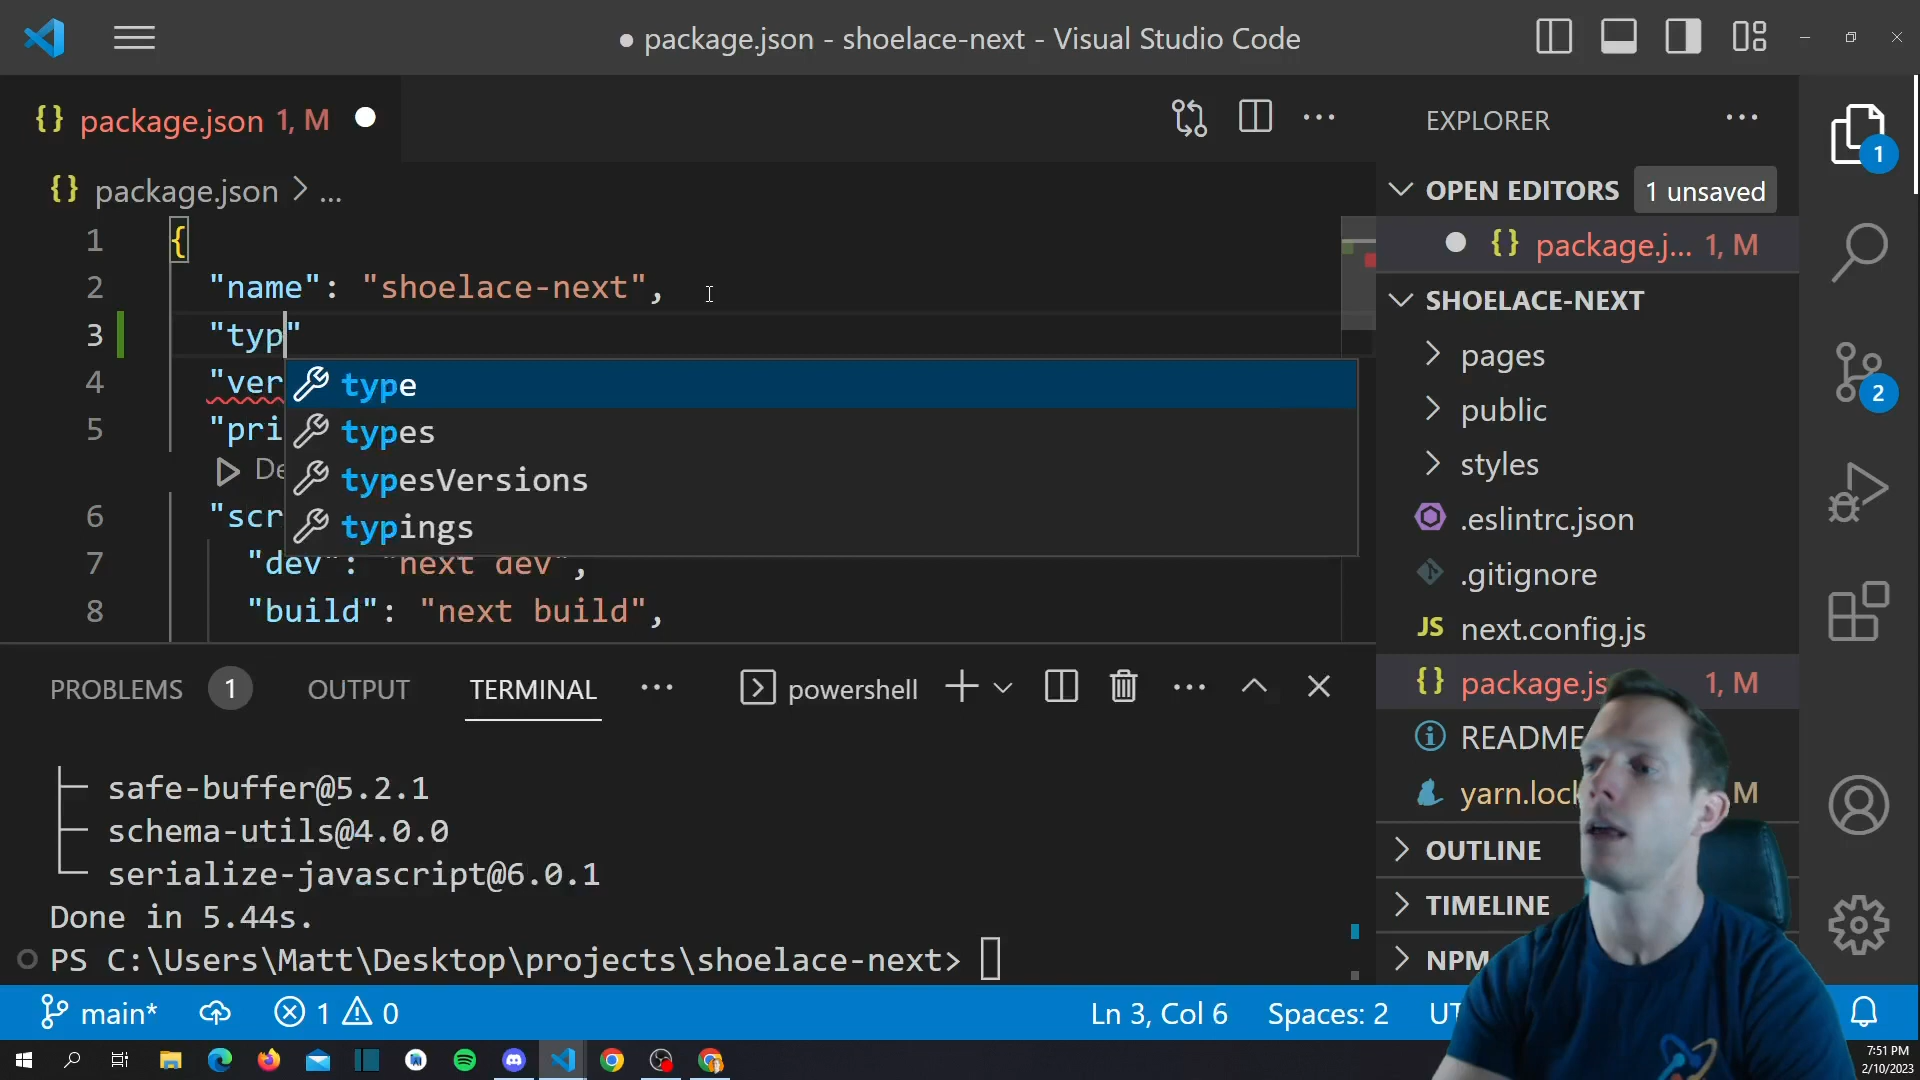 ● package.json - shoelace-next - Visual Studio Code
{} package.json 1, M ●
{} package.json > ...
1 {
2 "name": "shoelace-next",
3 "typ"
4 "ver
5 "pri
De
6 "scr
7 "dev": "next dev",
8 "build": "next build",
type
types
typesVersions
typings
PROBLEMS 1 OUTPUT TERMINAL ... powershell
safe-buffer@5.2.1
schema-utils@4.0.0
serialize-javascript@6.0.1
Done in 5.44s.
PS C:\Users\Matt\Desktop\projects\shoelace-next>
EXPLORER ...
OPEN EDITORS 1 unsaved
● {} package.j... 1, M
SHOELACE-NEXT
pages
public
styles
.eslintrc.json
.gitignore
JS next.config.js
{} package.js 1, M
README
yarn.lock M
OUTLINE
TIMELINE
NPM
1
2
main* 1 0 Ln 3, Col 6 Spaces: 2 UT
7:51 PM
2/10/2023